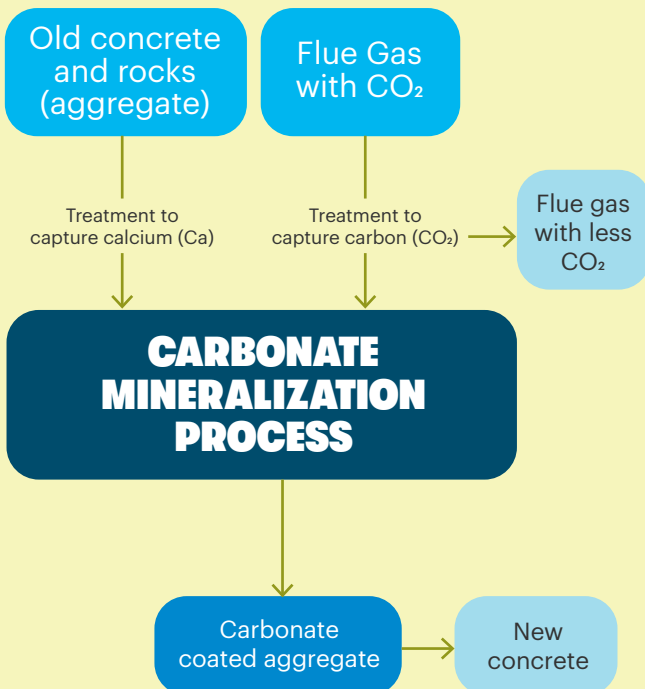 Old concrete
and rocks
(aggregate)
Flue Gas
with CO₂
Treatment to
capture calcium (Ca)
Treatment to
capture carbon (CO₂)
Flue gas
with less
CO₂
CARBONATE
MINERALIZATION
PROCESS
Carbonate
coated aggregate
New
concrete